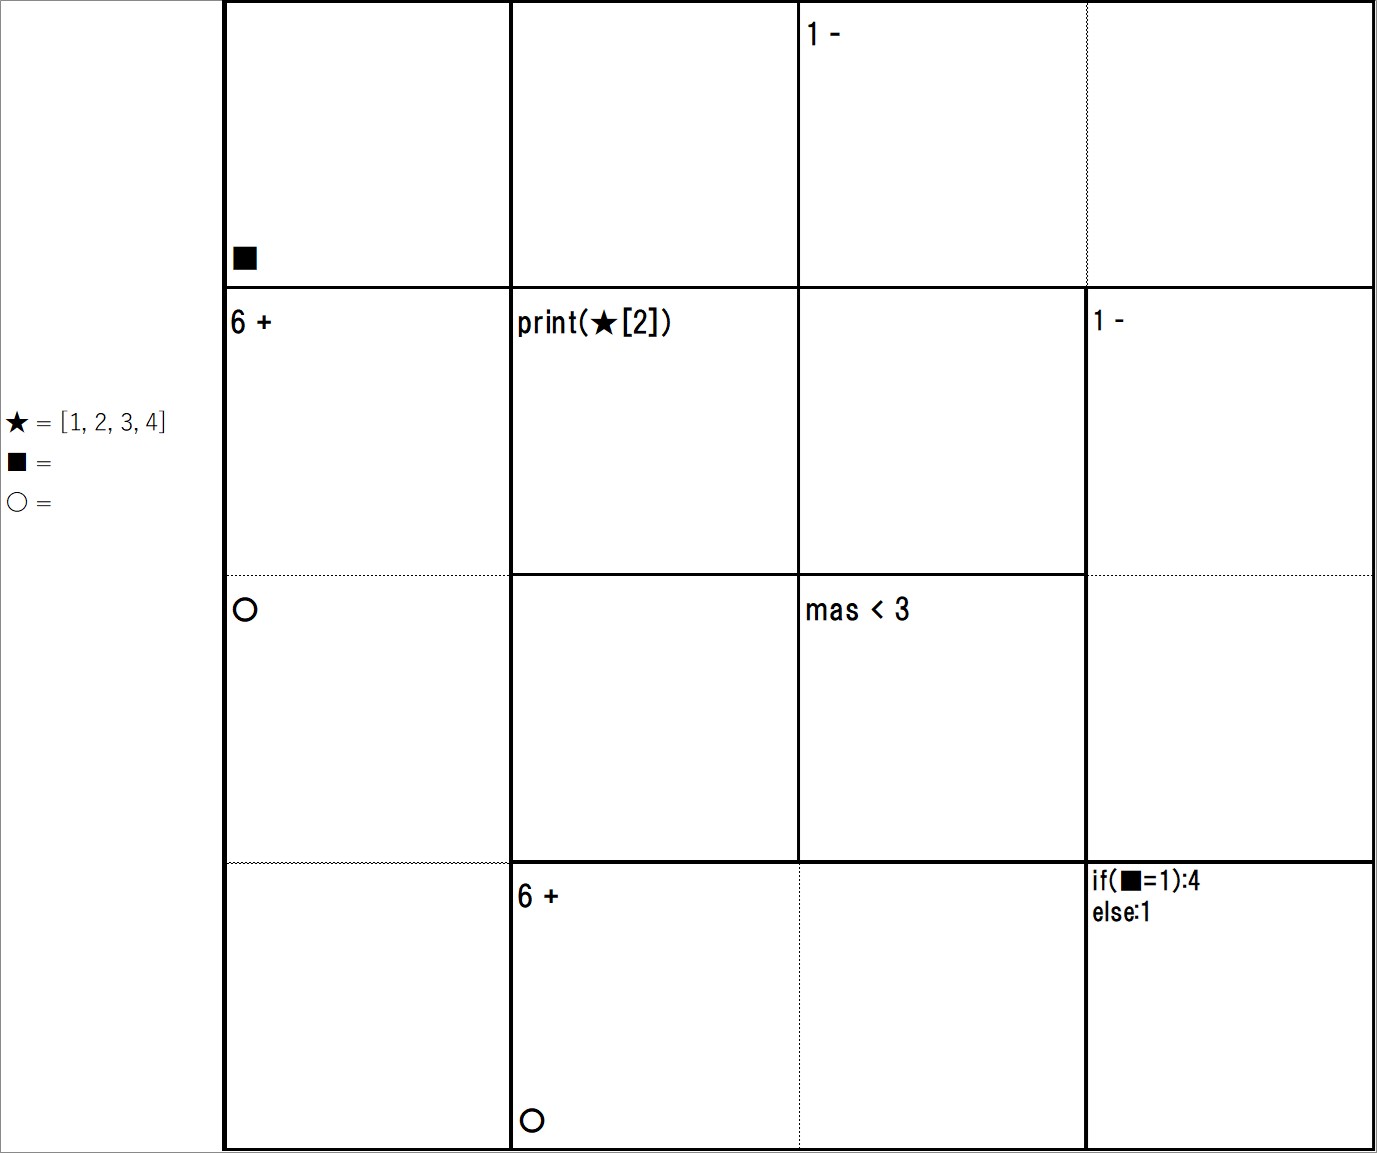 1 -
■
6 +
print(★[2])
1 -
★ = [1, 2, 3, 4]
■ =
○ =
○
mas < 3
6 +
if(■=1):4
else:1
○